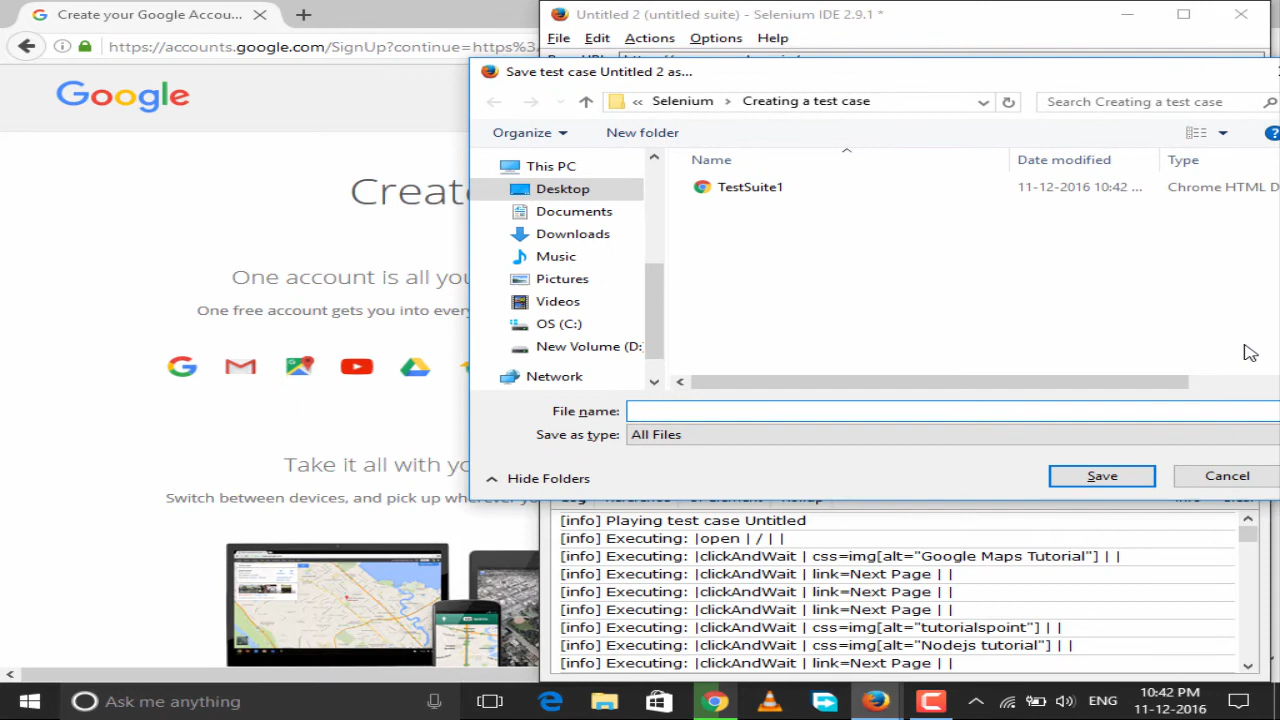 Create your Google Accou...
Untitled 2 (untitled suite) - Selenium IDE 2.9.1 *
https://accounts.google.com/SignUp?continue=https%3
File Edit Actions Options Help
Save test case Untitled 2 as...
Google
« Selenium > Creating a test case
Search Creating a test case
Organize New folder
Name Date modified Type
This PC
TestSuite1 11-12-2016 10:42 ... Chrome HTML D
Desktop
Documents
Downloads
Music
Pictures
Videos
OS (C:)
New Volume (D:
Network
Create
One account is all you
One free account gets you into every
File name:
Save as type: All Files
Take it all with yo
Switch between devices, and pick up wherever yo
Hide Folders
Save Cancel
[info] Playing test case Untitled
[info] Executing: |open | / | |
[info] Executing: |clickAndWait | css=img[alt="Google Maps Tutorial"] | |
[info] Executing: |clickAndWait | link=Next Page | |
[info] Executing: |clickAndWait | link=Next Page | |
[info] Executing: |clickAndWait | link=Next Page | |
[info] Executing: |clickAndWait | css=img[alt="tutorialspoint"] | |
[info] Executing: |clickAndWait | css=img[alt="Nodejs tutorial"] | |
[info] Executing: |clickAndWait | link=Next Page | |
Ask me anything
ENG
10:42 PM
11-12-2016